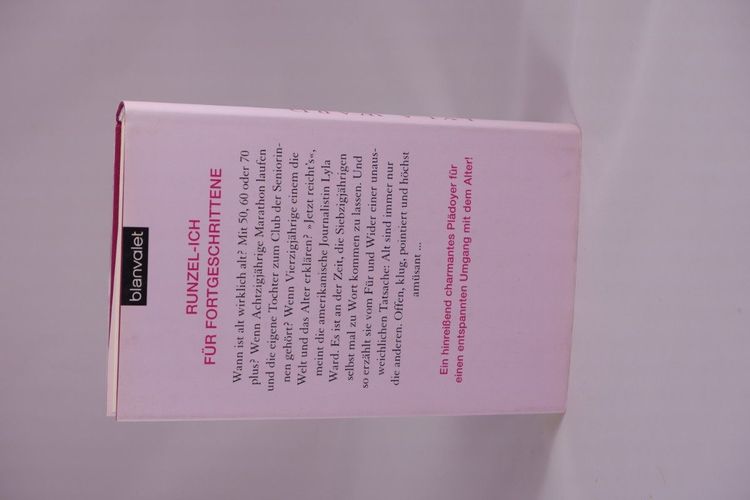 RUNZEL-ICH
FÜR FORTGESCHRITTENE
Wann ist alt wirklich alt? Mit 50, 60 oder 70
plus? Wenn Achtzigjährige Marathon laufen
und die eigene Tochter zum Club der Seniorin-
nen gehört? Wenn Vierzigjährige einem die
Welt und das Alter erklären? »Jetzt reicht's«,
meint die amerikanische Journalistin Lyla
Ward. Es ist an der Zeit, die Siebzigjährigen
selbst mal zu Wort kommen zu lassen. Und
so erzählt sie vom Für und Wider einer unaus-
weichlichen Tatsache: Alt sind immer nur
die anderen. Offen, klug, pointiert und höchst
amüsant ...
Ein hinreißend charmantes Plädoyer für
einen entspannten Umgang mit dem Alter!
blanvalet